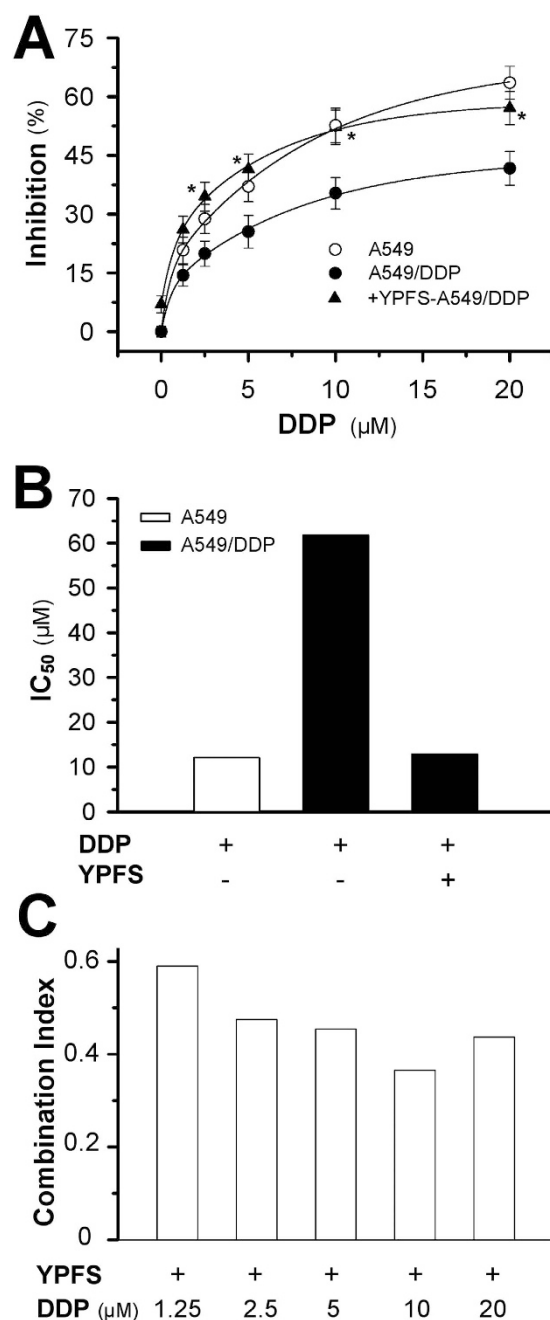 A
75
60
45
30
15
0
Inhibition (%)
* * * *
A549
A549/DDP
+YPFS-A549/DDP
0 5 10 15 20
DDP (µM)
B
70
60
50
40
30
20
10
0
IC50 (µM)
A549
A549/DDP
DDP + + +
YPFS - - +
C
0.6
0.4
0.2
0
Combination Index
YPFS + + + + +
DDP (µM) 1.25 2.5 5 10 20